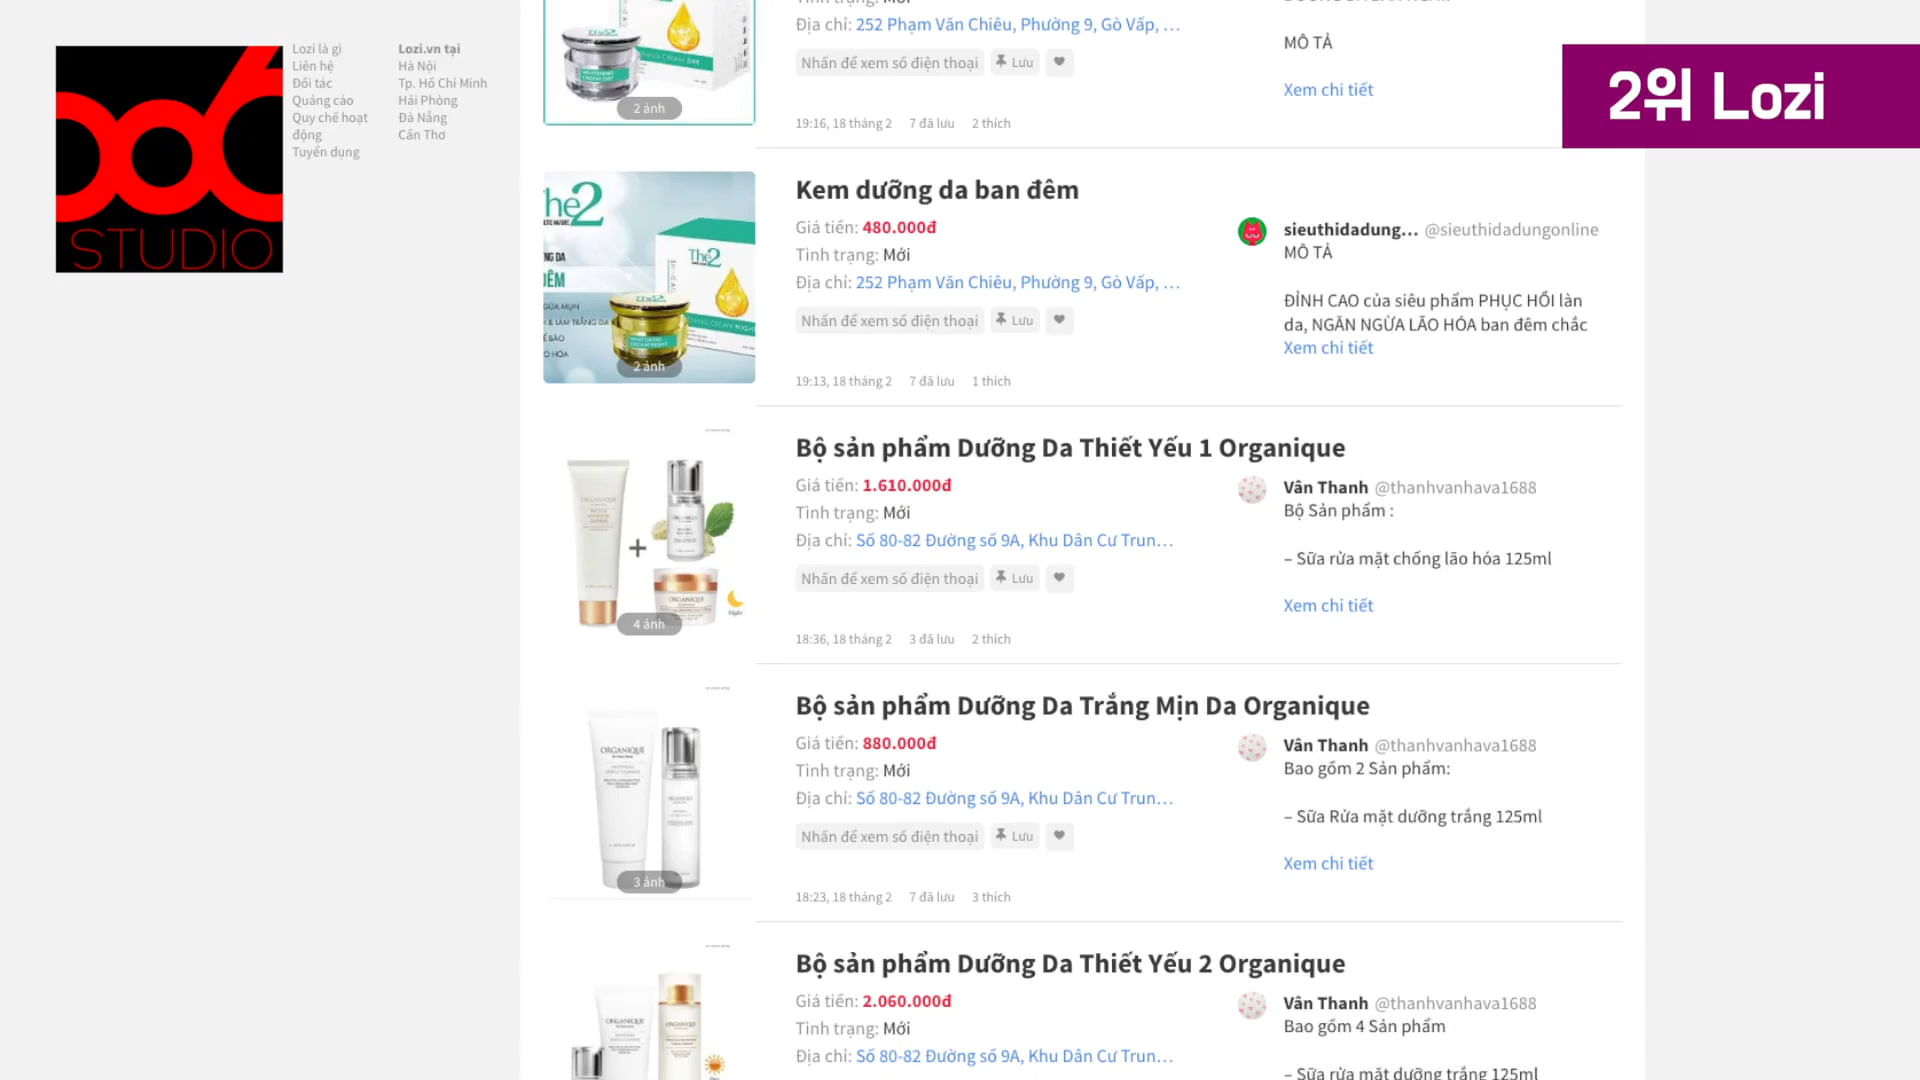 Địa chỉ: 252 Phạm Văn Chiêu, Phường 9, Gò Vấp, …
Nhấn để xem số điện thoại Lưu
2 ảnh
19:16, 18 tháng 2 7 đã lưu 2 thích
MÔ TẢ
Xem chi tiết
2위 Lozi
STUDIO
Lozi là gì
Liên hệ
Đối tác
Quảng cáo
Quy chế hoạt
động
Tuyển dụng
Lozi.vn tại
Hà Nội
Tp. Hồ Chí Minh
Hải Phòng
Đà Nẵng
Cần Thơ
Kem dưỡng da ban đêm
Giá tiền: 480.000đ
Tình trạng: Mới
Địa chỉ: 252 Phạm Văn Chiêu, Phường 9, Gò Vấp, …
Nhấn để xem số điện thoại Lưu
2 ảnh
19:13, 18 tháng 2 7 đã lưu 1 thích
sieuthidadung... @sieuthidadungonline
MÔ TẢ
ĐỈNH CAO của siêu phẩm PHỤC HỒI làn
da, NGĂN NGỪA LÃO HÓA ban đêm chắc
Xem chi tiết
Bộ sản phẩm Dưỡng Da Thiết Yếu 1 Organique
Giá tiền: 1.610.000đ
Tình trạng: Mới
Địa chỉ: Số 80-82 Đường số 9A, Khu Dân Cư Trun…
Nhấn để xem số điện thoại Lưu
4 ảnh
18:36, 18 tháng 2 3 đã lưu 2 thích
Vân Thanh @thanhvanhava1688
Bộ Sản phẩm :
– Sữa rửa mặt chống lão hóa 125ml
Xem chi tiết
Bộ sản phẩm Dưỡng Da Trắng Mịn Da Organique
Giá tiền: 880.000đ
Tình trạng: Mới
Địa chỉ: Số 80-82 Đường số 9A, Khu Dân Cư Trun…
Nhấn để xem số điện thoại Lưu
ORGANIQUE
3 ảnh
18:23, 18 tháng 2 7 đã lưu 3 thích
Vân Thanh @thanhvanhava1688
Bao gồm 2 Sản phẩm:
– Sữa Rửa mặt dưỡng trắng 125ml
Xem chi tiết
Bộ sản phẩm Dưỡng Da Thiết Yếu 2 Organique
Giá tiền: 2.060.000đ
Tình trạng: Mới
Địa chỉ: Số 80-82 Đường số 9A, Khu Dân Cư Trun…
Vân Thanh @thanhvanhava1688
Bao gồm 4 Sản phẩm
– Sữa rửa mặt dưỡng trắng 125ml